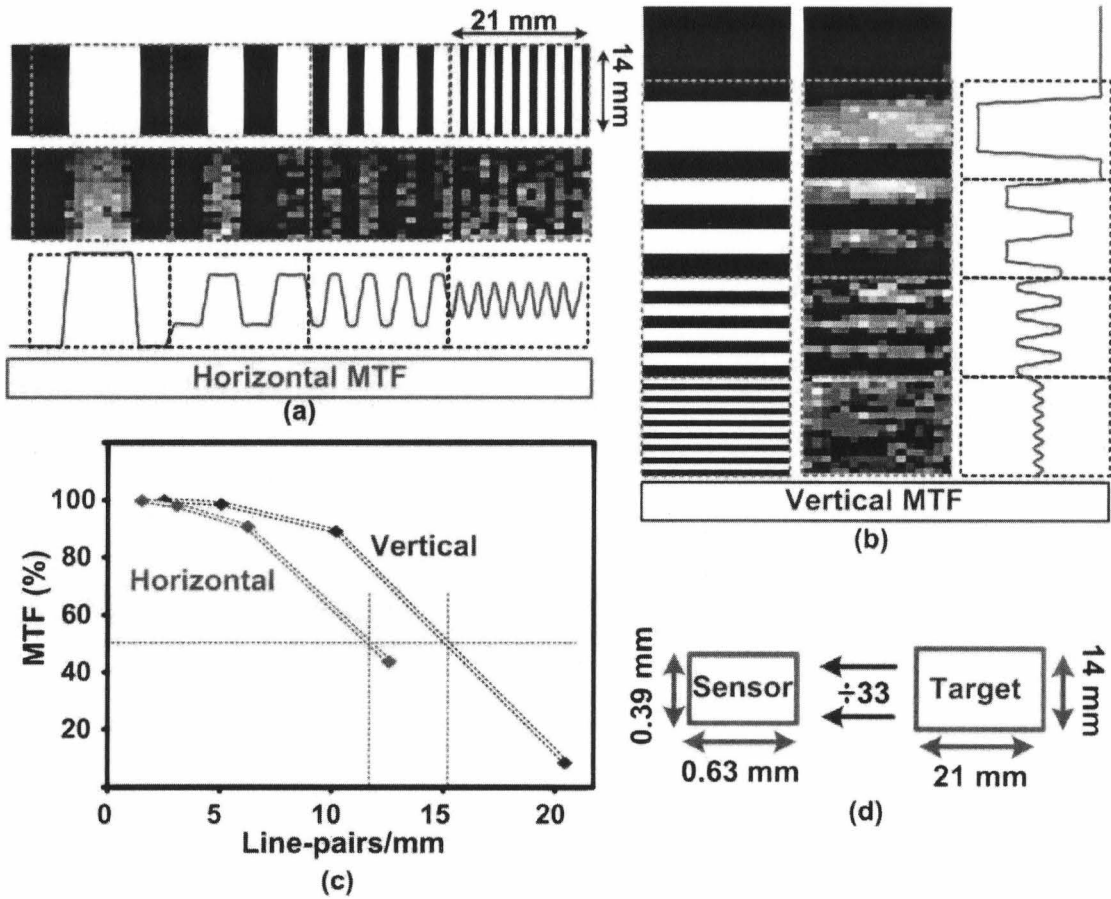 21 mm
14 mm
Horizontal MTF
(a)
Vertical MTF
(b)
MTF (%)
100
80
60
40
20
Vertical
Horizontal
0
5
10
15
20
Line-pairs/mm
(c)
0.39 mm
Sensor
÷33
Target
14 mm
0.63 mm
21 mm
(d)